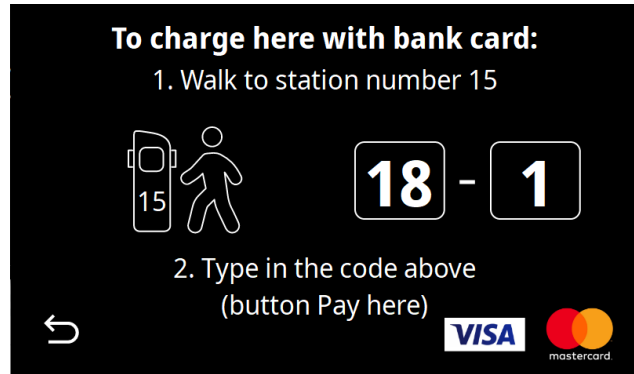 To charge here with bank card:
1. Walk to station number 15
15
18 - 1
2. Type in the code above
(button Pay here)
VISA
mastercard.